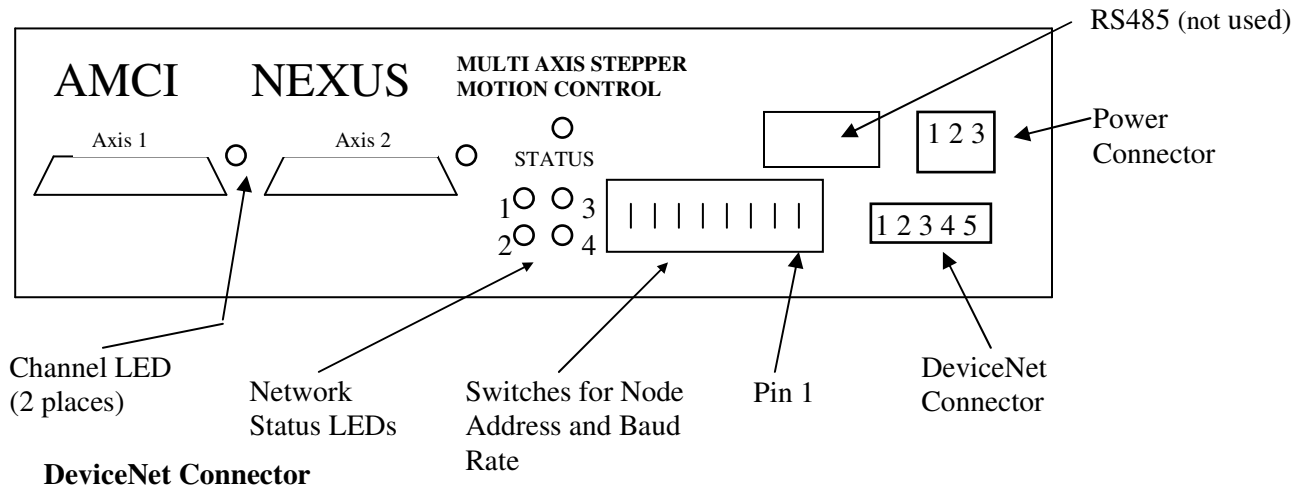 RS485 (not used)
AMCI NEXUS
MULTI AXIS STEPPER
MOTION CONTROL
Axis 1
Axis 2
STATUS
1 3
2 4
1 2 3
Power
Connector
1 2 3 4 5
Channel LED
(2 places)
Network
Status LEDs
Switches for Node
Address and Baud
Rate
Pin 1
DeviceNet
Connector
DeviceNet Connector